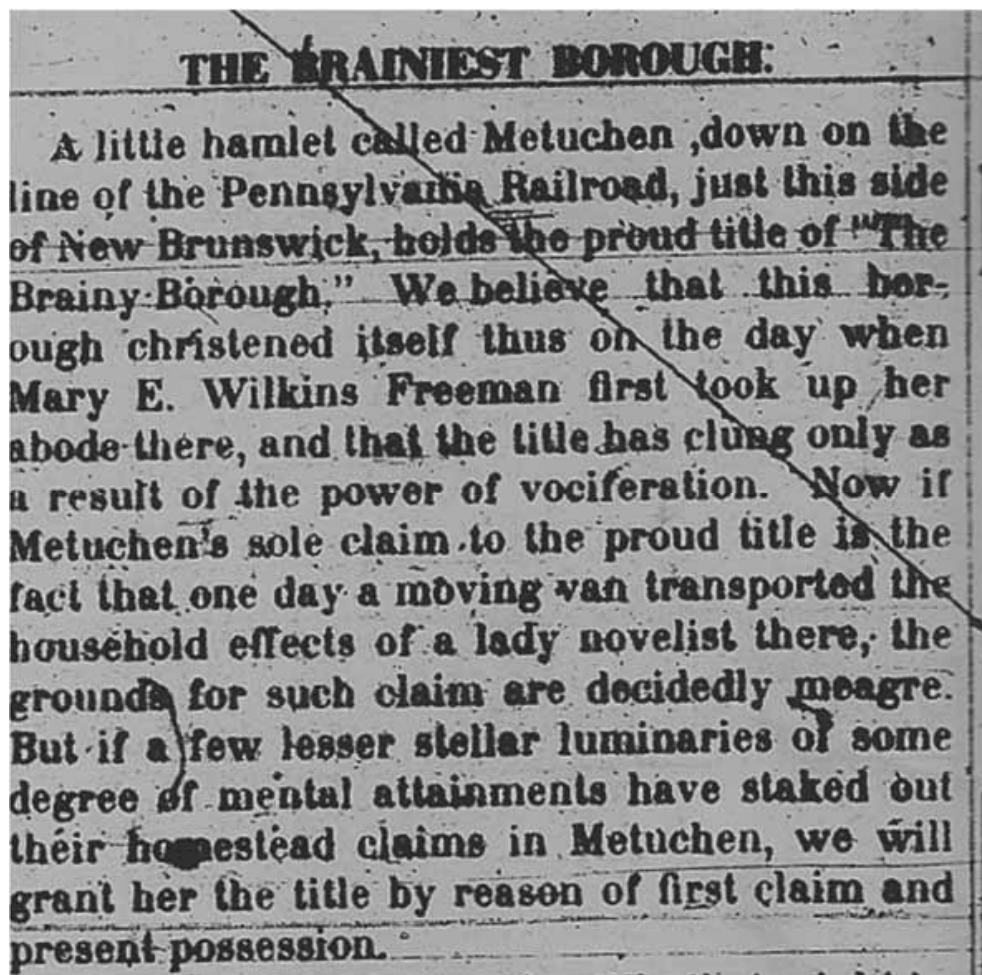 THE BRAINIEST BOROUGH:
A little hamlet called Metuchen ,down on the
line of the Pennsylvania Railroad, just this side
of New Brunswick, holds the proud title of "The
Brainy Borough." We believe that this bor-
ough christened itself thus on the day when
Mary E. Wilkins Freeman first took up her
abode there, and that the title has clung only as
a result of the power of vociferation. Now if
Metuchen's sole claim to the proud title is the
fact that one day a moving van transported the
household effects of a lady novelist there, the
grounds for such claim are decidedly meagre.
But if a few lesser stellar luminaries of some
degree of mental attainments have staked out
their homestead claims in Metuchen, we will
grant her the title by reason of first claim and
present possession.